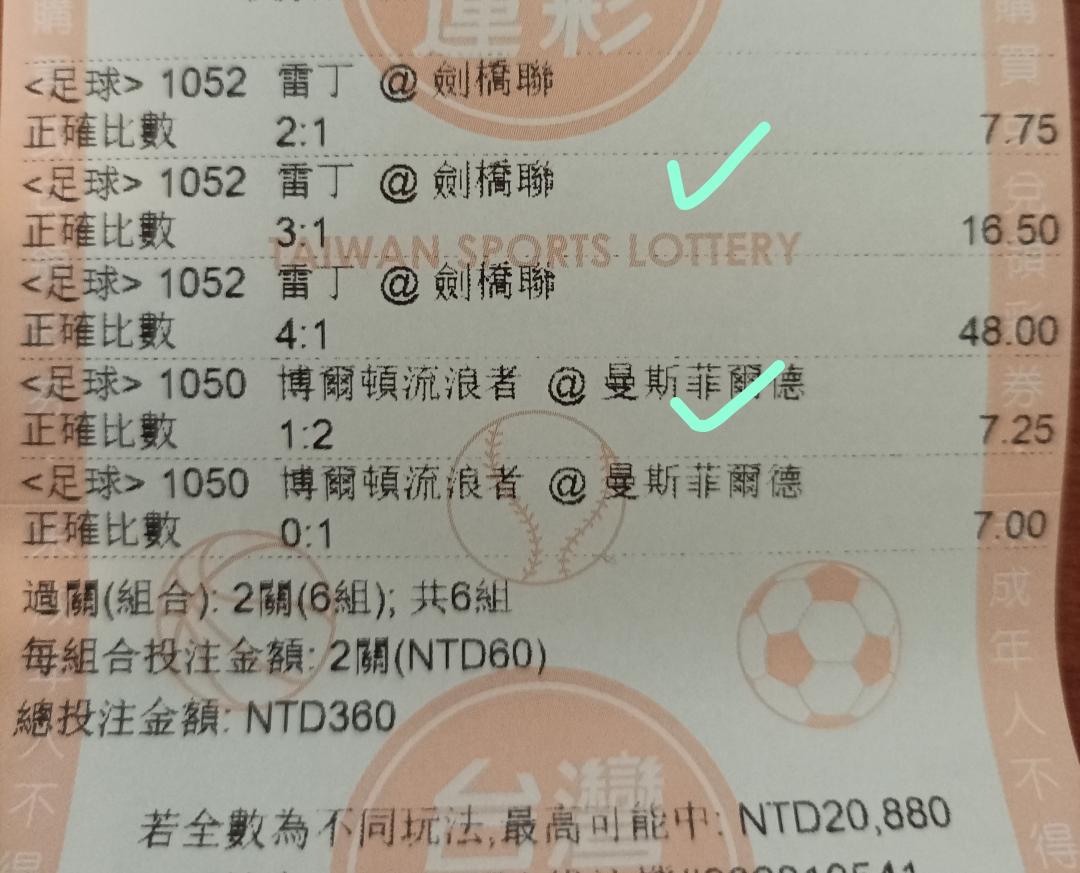 運彩
<足球> 1052 雷丁 @ 劍橋聯
正確比數 2:1 7.75
<足球> 1052 雷丁 @ 劍橋聯
正確比數 3:1 16.50
TAIWAN SPORTS LOTTERY
<足球> 1052 雷丁 @ 劍橋聯
正確比數 4:1 48.00
<足球> 1050 博爾頓流浪者 @ 曼斯菲爾德
正確比數 1:2 7.25
<足球> 1050 博爾頓流浪者 @ 曼斯菲爾德
正確比數 0:1 7.00
過關(組合): 2關(6組); 共6組
每組合投注金額: 2關(NTD60)
總投注金額: NTD360
台灣
若全數為不同玩法,最高可能中: NTD20,880